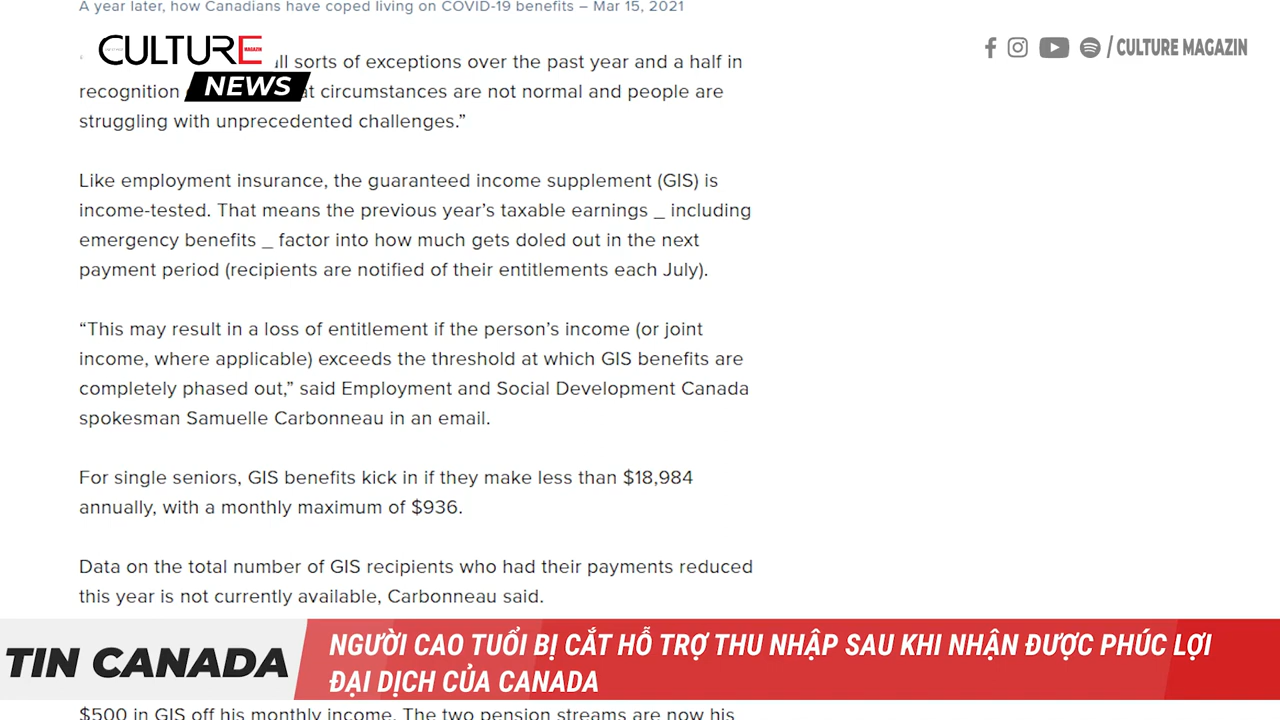 A year later, how Canadians have coped living on COVID-19 benefits – Mar 15, 2021
CULTURE
MAGAZIN
NEWS
/ CULTURE MAGAZIN
all sorts of exceptions over the past year and a half in
recognition at circumstances are not normal and people are
struggling with unprecedented challenges.”
Like employment insurance, the guaranteed income supplement (GIS) is
income-tested. That means the previous year’s taxable earnings _ including
emergency benefits _ factor into how much gets doled out in the next
payment period (recipients are notified of their entitlements each July).
“This may result in a loss of entitlement if the person’s income (or joint
income, where applicable) exceeds the threshold at which GIS benefits are
completely phased out,” said Employment and Social Development Canada
spokesman Samuelle Carbonneau in an email.
For single seniors, GIS benefits kick in if they make less than $18,984
annually, with a monthly maximum of $936.
Data on the total number of GIS recipients who had their payments reduced
this year is not currently available, Carbonneau said.
TIN CANADA
NGƯỜI CAO TUỔI BỊ CẮT HỖ TRỢ THU NHẬP SAU KHI NHẬN ĐƯỢC PHÚC LỢI
ĐẠI DỊCH CỦA CANADA
$500 in GIS off his monthly income. The two pension streams are now his